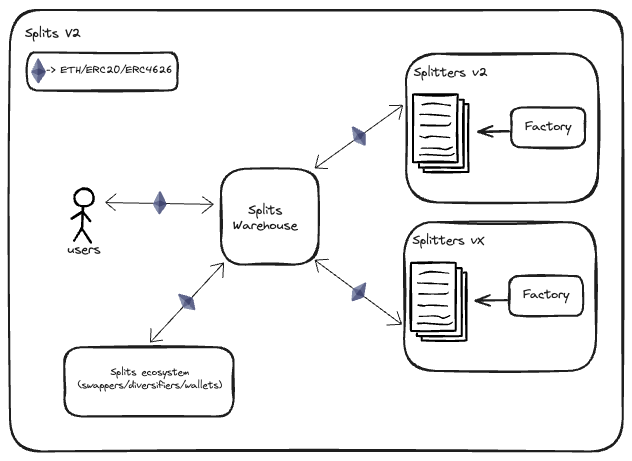 Splits V2
-> ETH/ERC20/ERC4626
Splitters v2
Factory
users
Splits
Warehouse
Splitters vX
Factory
Splits ecosystem
(swappers/diversifiers/wallets)